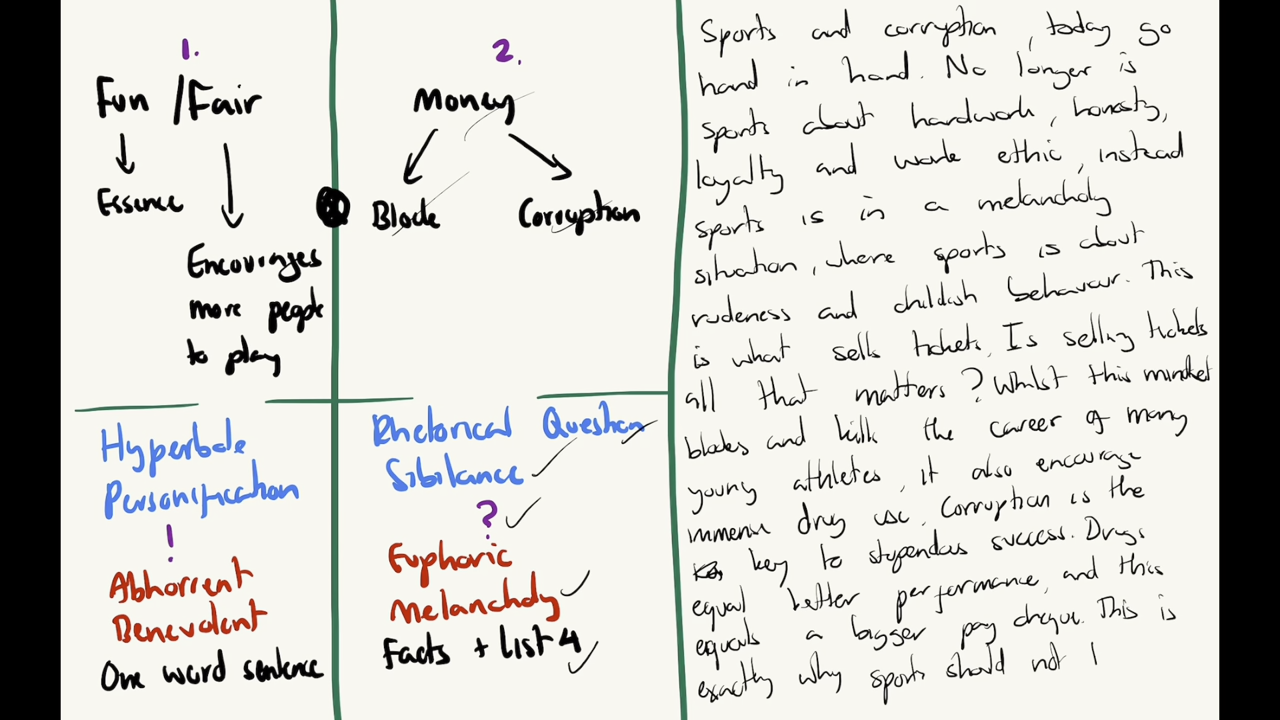 1.
Fun /Fair
Essence
Encourages
more people
to play
Hyperbole
Personification
!
Abhorrent
Benevolent
One word sentence
2.
Money
Blade
Corruption
Rhetorical Question
Sibilance
?
Euphoric
Melancholy
Facts + list 4
Sports and corruption, today go
hand in hand. No longer is
sports about hardwork, honesty,
loyalty and work ethic, instead
sports is in a melancholy
situation, where sports is about
rudeness and childish behaviour. This
is what sells tickets. Is selling tickets
all that matters? Whilst this mindset
blades and kills the career of many
young athletes, it also encourage
immense drug use. Corruption is the
key to stupendous success. Drugs
equal better performance, and this
equals a bigger pay cheque. This is
exactly why sports should not